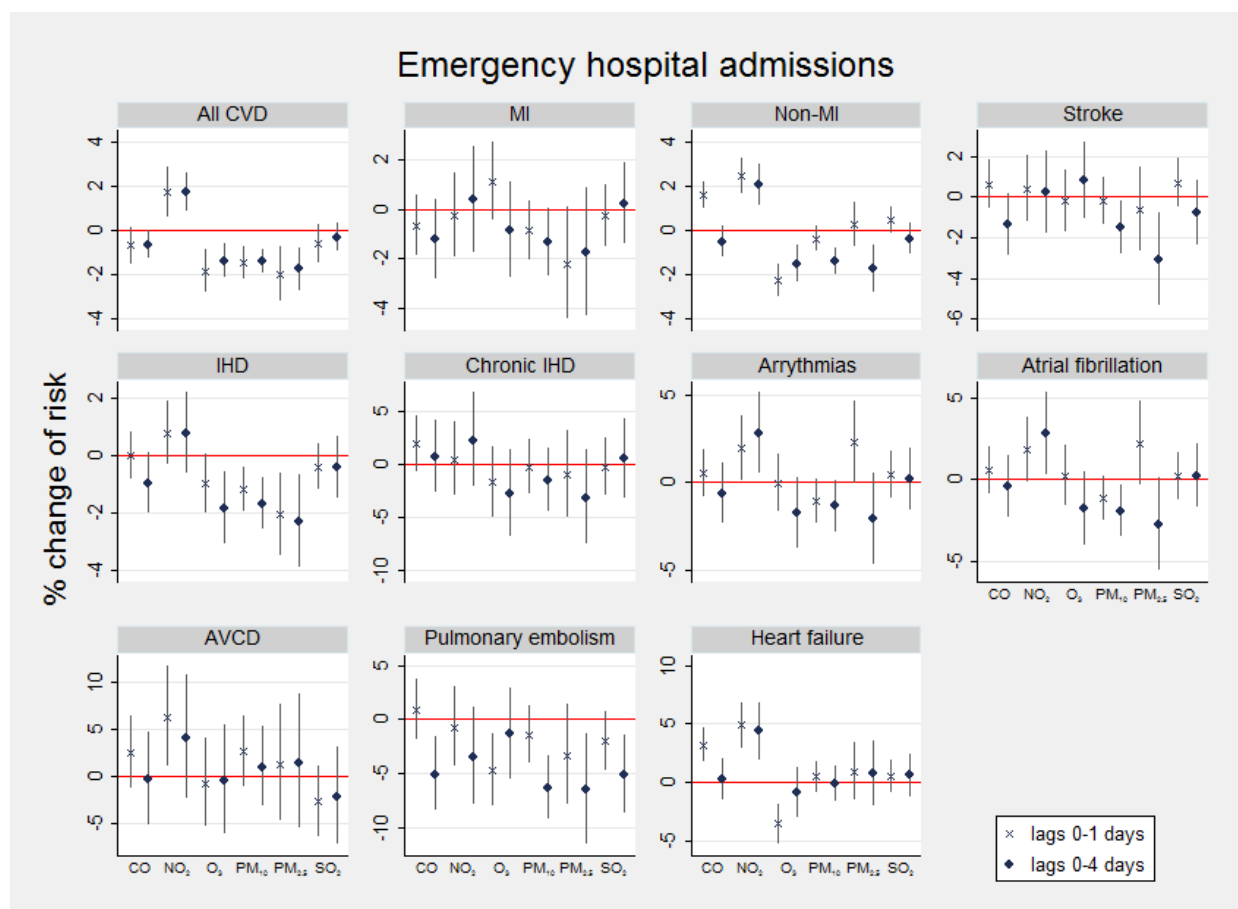 Emergency hospital admissions
All CVD MI Non-MI Stroke
4 2 0 -2 -4
2 0 -2 -4
4 2 0 -2 -4
2 0 -2 -4 -6
% change of risk
IHD Chronic IHD Arrythmias Atrial fibrillation
2 0 -2 -4
5 0 -5 -10
5 0 -5
5 0 -5
CO NO₂ O₃ PM₁₀ PM₂.₅ SO₂
AVCD Pulmonary embolism Heart failure
10 5 0 -5
5 0 -5 -10
10 5 0 -5
CO NO₂ O₃ PM₁₀ PM₂.₅ SO₂
CO NO₂ O₃ PM₁₀ PM₂.₅ SO₂
CO NO₂ O₃ PM₁₀ PM₂.₅ SO₂
lags 0-1 days
lags 0-4 days